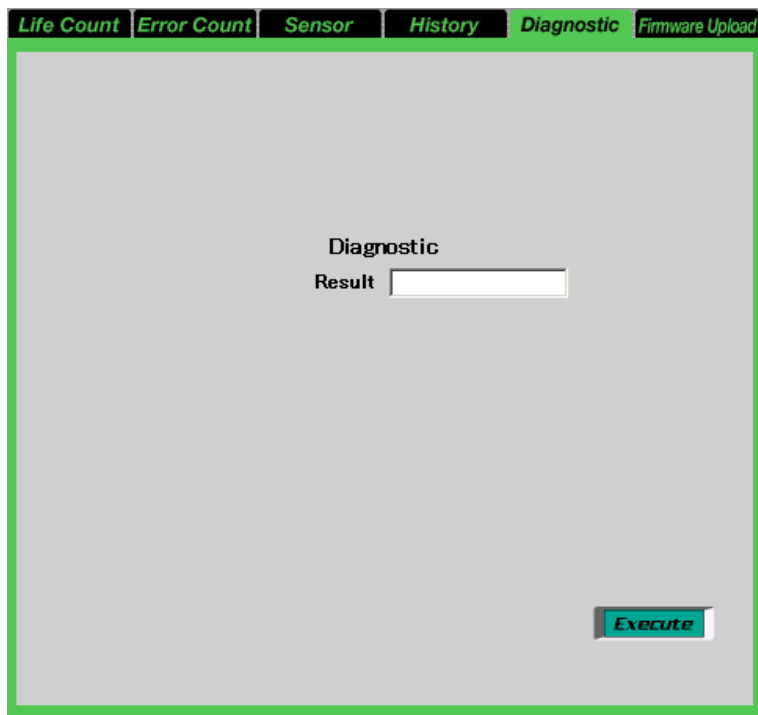 Life Count Error Count Sensor History Diagnostic Firmware Upload
Diagnostic
Result
Execute